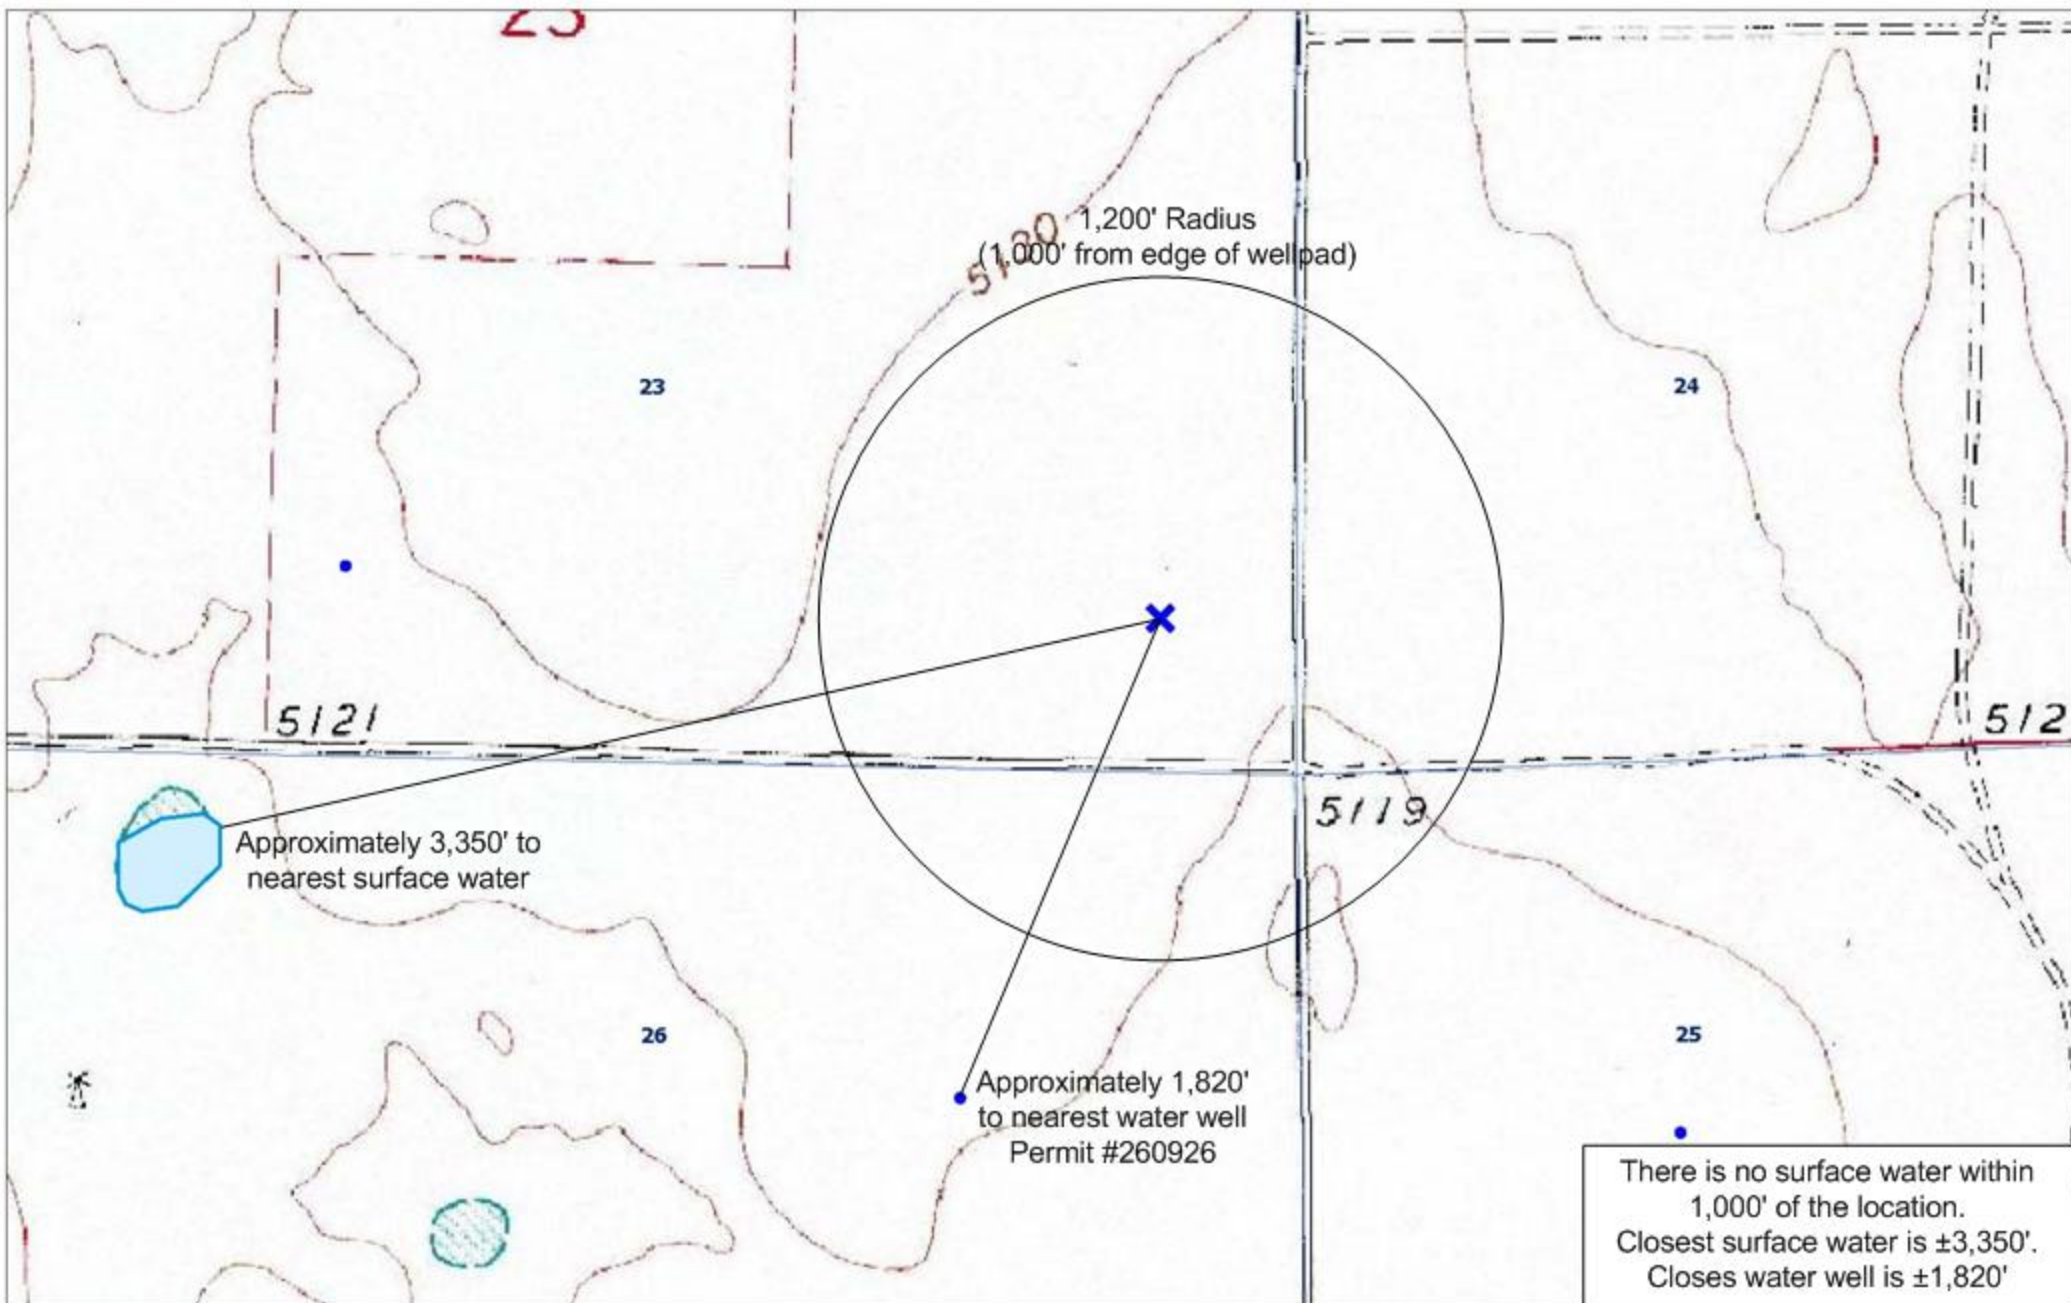 23
1,200' Radius
(1,000' from edge of wellpad)
5130
23
24
5121
512
5119
Approximately 3,350' to
nearest surface water
26
25
Approximately 1,820'
to nearest water well
Permit #260926
There is no surface water within
1,000' of the location.
Closest surface water is ±3,350'.
Closes water well is ±1,820'